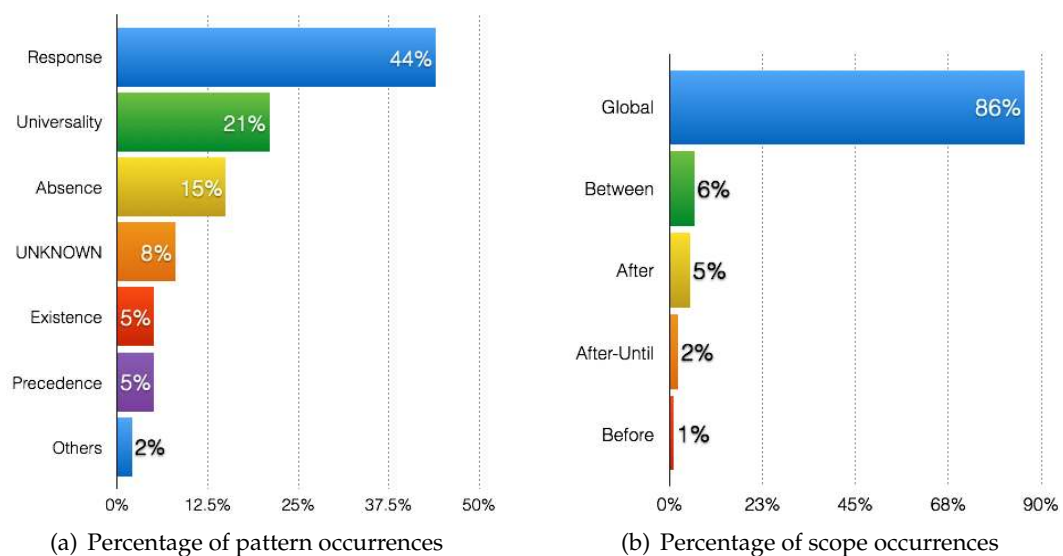 Response 44%
Universality 21%
Absence 15%
UNKNOWN 8%
Existence 5%
Precedence 5%
Others 2%
0% 12.5% 25% 37.5% 50%
(a) Percentage of pattern occurrences
Global 86%
Between 6%
After 5%
After-Until 2%
Before 1%
0% 23% 45% 68% 90%
(b) Percentage of scope occurrences